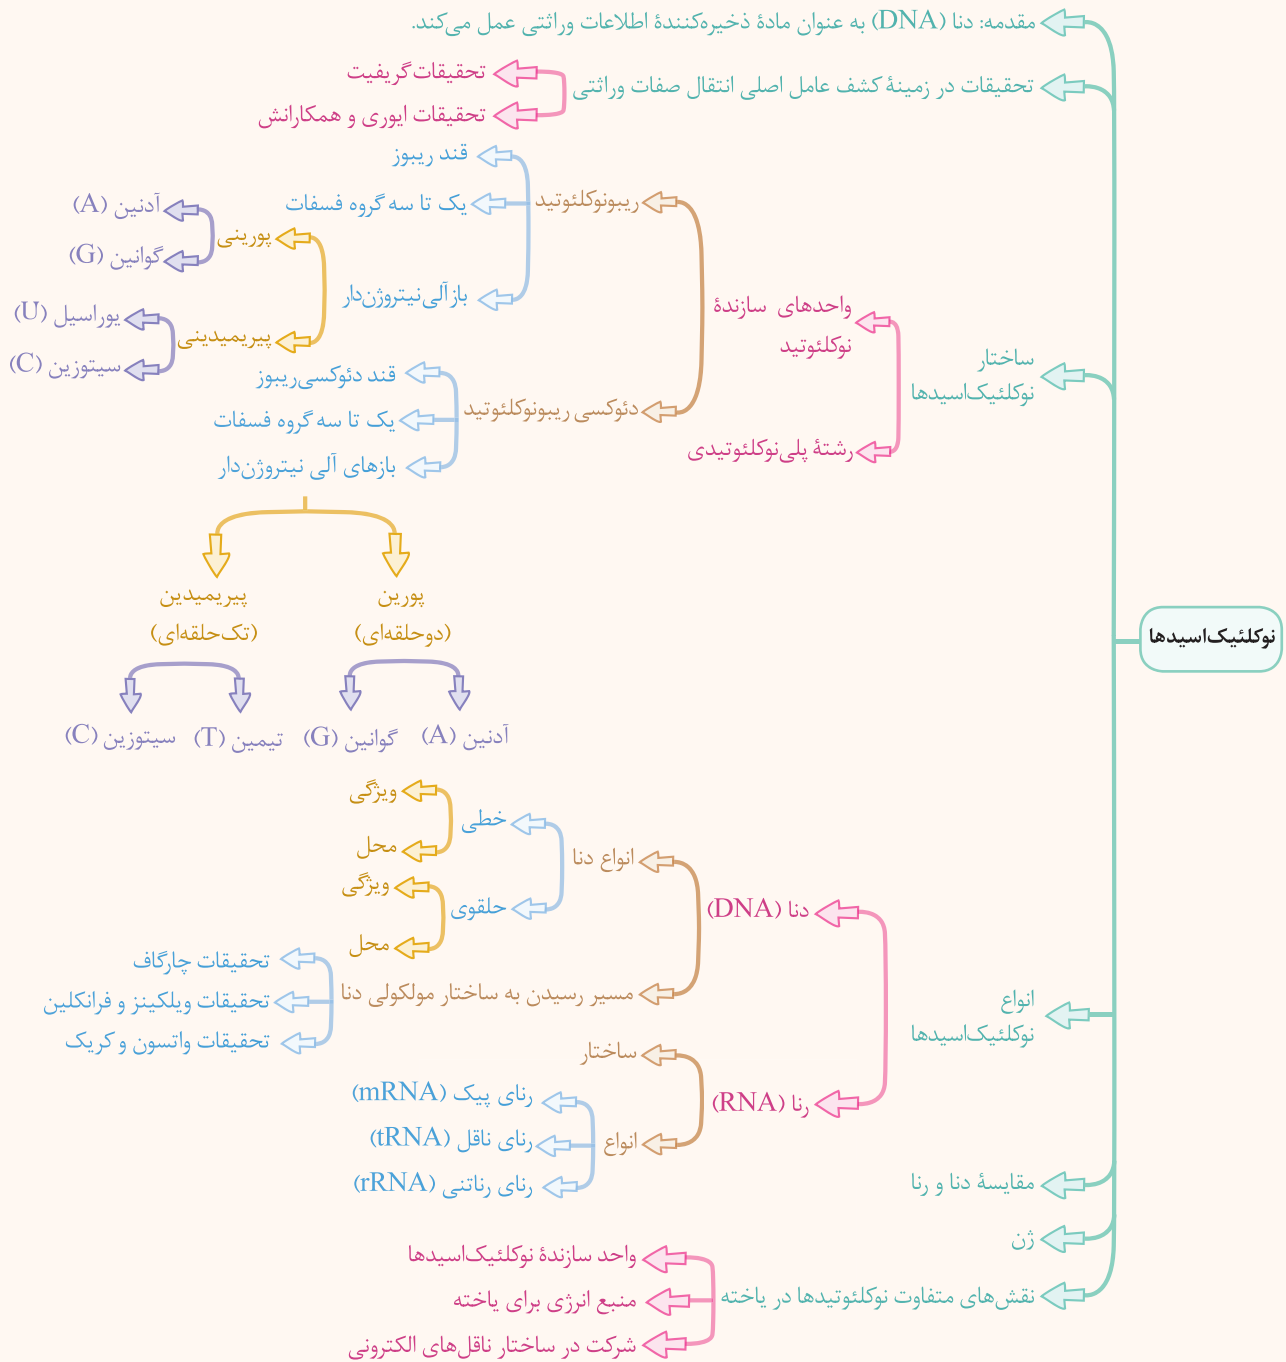 نوکلئیک‌اسیدها
مقدمه: دنا (DNA) به عنوان مادهٔ ذخیره‌کنندهٔ اطلاعات وراثتی عمل می‌کند.
تحقیقات در زمینهٔ کشف عامل اصلی انتقال صفات وراثتی
تحقیقات گریفیت
تحقیقات ایوری و همکارانش
ساختار
نوکلئیک‌اسیدها
واحدهای سازندهٔ
نوکلئوتید
ریبونوکلئوتید
قند ریبوز
یک تا سه گروه فسفات
باز آلی نیتروژن‌دار
پورینی
آدنین (A)
گوانین (G)
پیریمیدینی
یوراسیل (U)
سیتوزین (C)
دئوکسی ریبونوکلئوتید
قند دئوکسی‌ریبوز
یک تا سه گروه فسفات
بازهای آلی نیتروژن‌دار
پورین
(دوحلقه‌ای)
آدنین (A)
گوانین (G)
پیریمیدین
(تک‌حلقه‌ای)
تیمین (T)
سیتوزین (C)
رشتهٔ پلی‌نوکلئوتیدی
انواع
نوکلئیک‌اسیدها
دنا (DNA)
انواع دنا
خطی
ویژگی
محل
حلقوی
ویژگی
محل
مسیر رسیدن به ساختار مولکولی دنا
تحقیقات چارگاف
تحقیقات ویلکینز و فرانکلین
تحقیقات واتسون و کریک
رنا (RNA)
ساختار
انواع
رنای پیک (mRNA)
رنای ناقل (tRNA)
رنای رناتنی (rRNA)
مقایسهٔ دنا و رنا
ژن
نقش‌های متفاوت نوکلئوتیدها در یاخته
واحد سازندهٔ نوکلئیک‌اسیدها
منبع انرژی برای یاخته
شرکت در ساختار ناقل‌های الکترونی